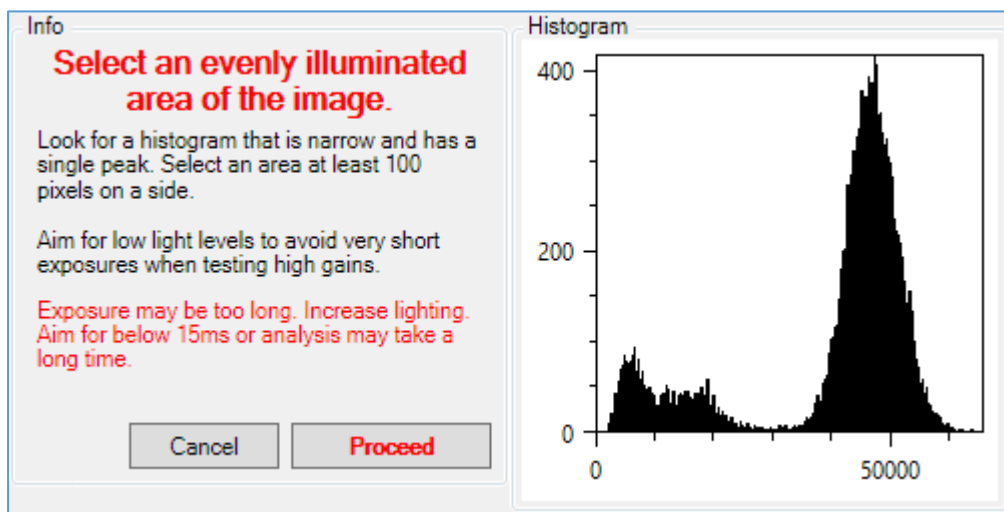 Info
Select an evenly illuminated
area of the image.
Look for a histogram that is narrow and has a
single peak. Select an area at least 100
pixels on a side.
Aim for low light levels to avoid very short
exposures when testing high gains.
Exposure may be too long. Increase lighting.
Aim for below 15ms or analysis may take a
long time.
Cancel
Proceed
Histogram
400
200
0
0
50000